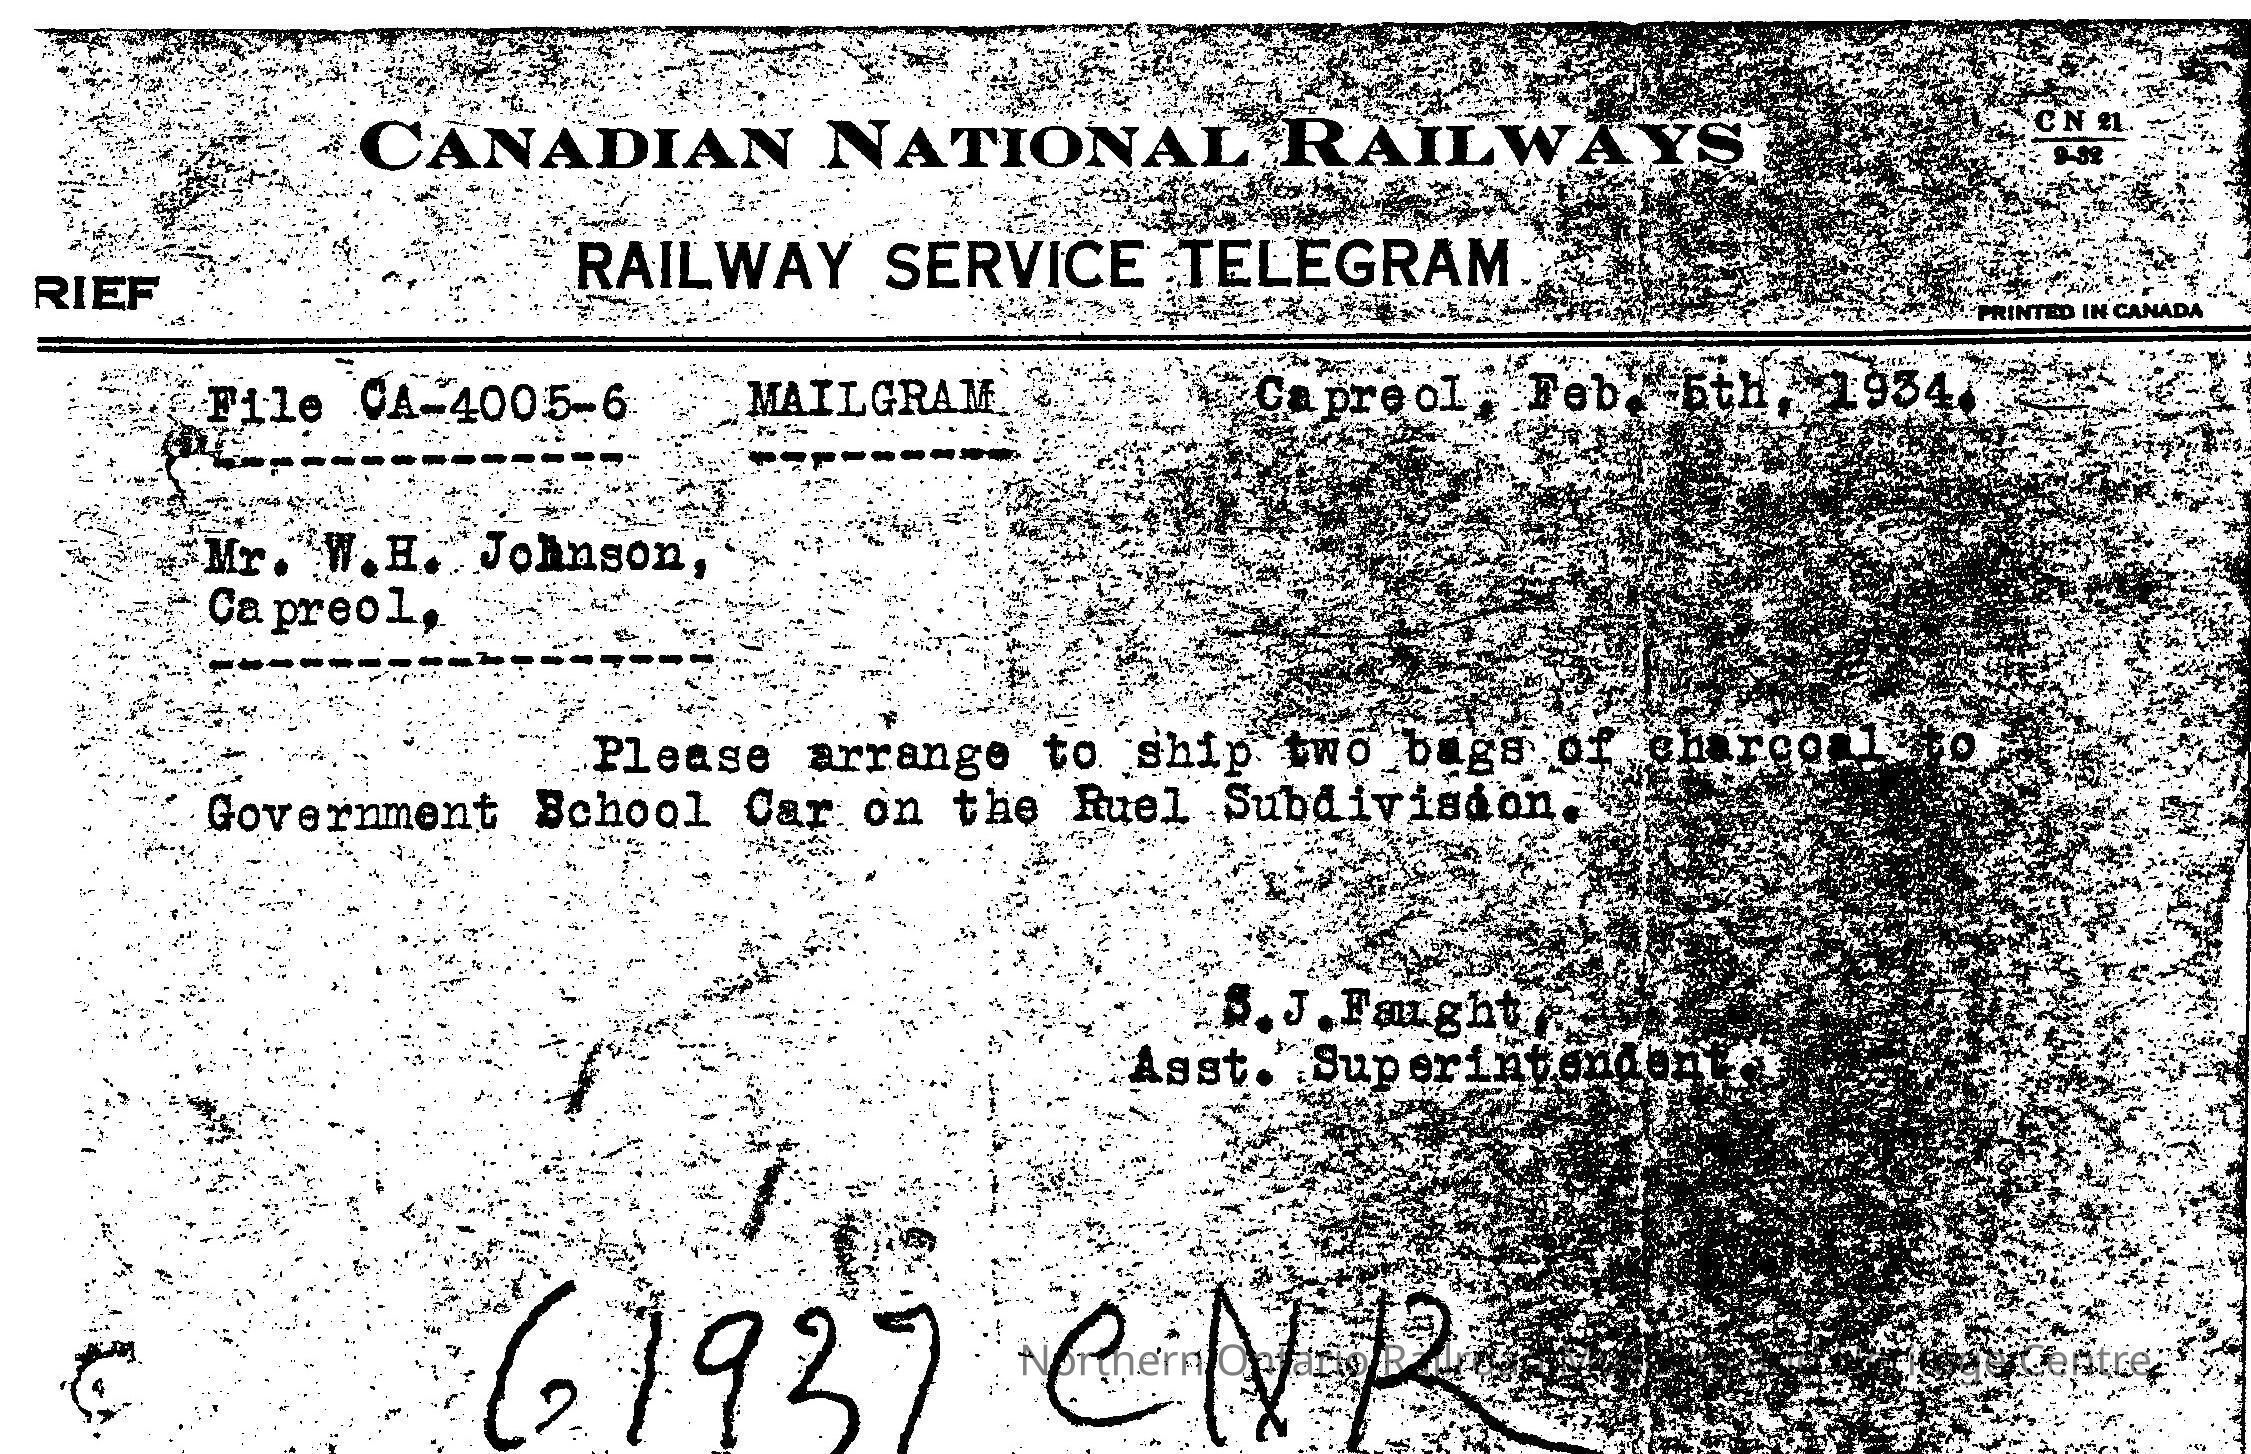 CANADIAN NATIONAL RAILWAYS
CN 21
9-32
RAILWAY SERVICE TELEGRAM
RIEF
PRINTED IN CANADA
File CA-4005-6 MAILGRAM Capreol, Feb. 5th, 1934.
Mr. W.H. Johnson,
Capreol.
Please arrange to ship two bags of charcoal to
Government School Car on the Ruel Subdivision.
S.J.Faught,
Asst. Superintendent.
61937 CNR
Northern Ontario Railroad Museum and Heritage Centre